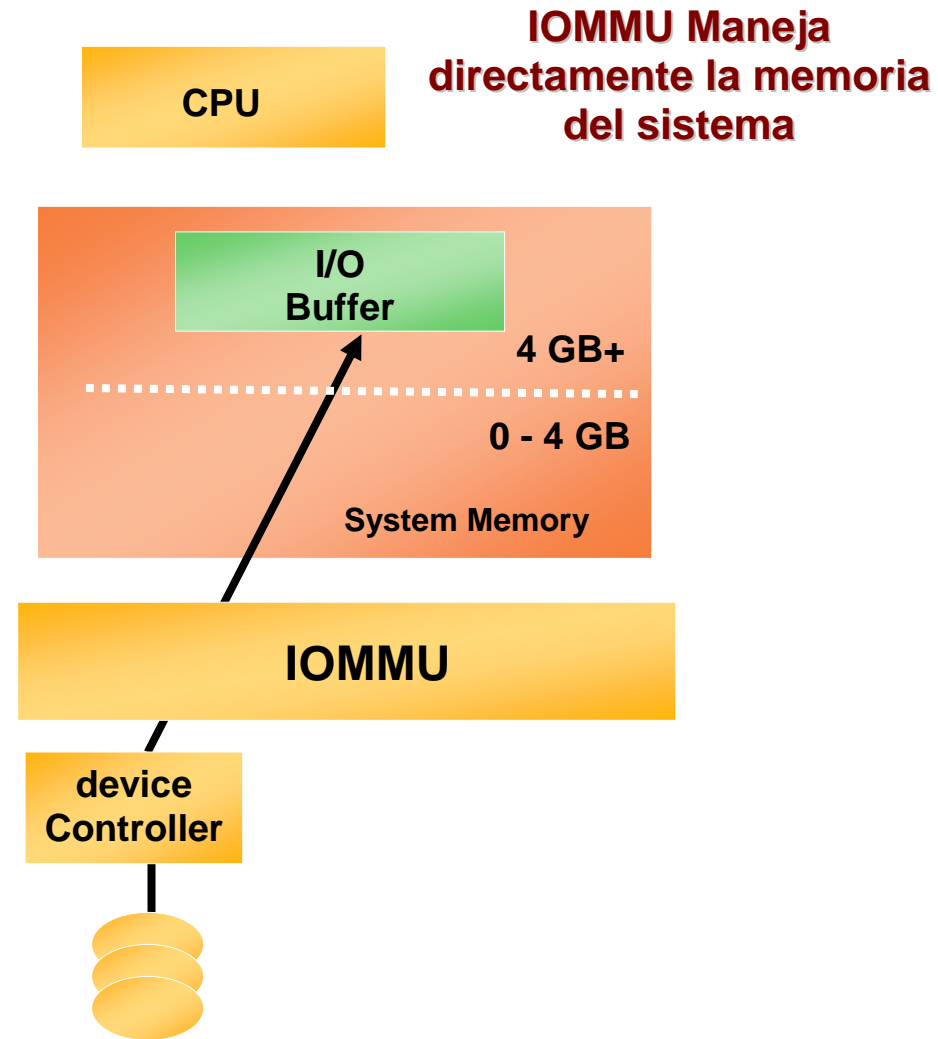 IOMMU Maneja
directamente la memoria
del sistema
CPU
I/O
Buffer
4 GB+
0 - 4 GB
System Memory
IOMMU
device
Controller